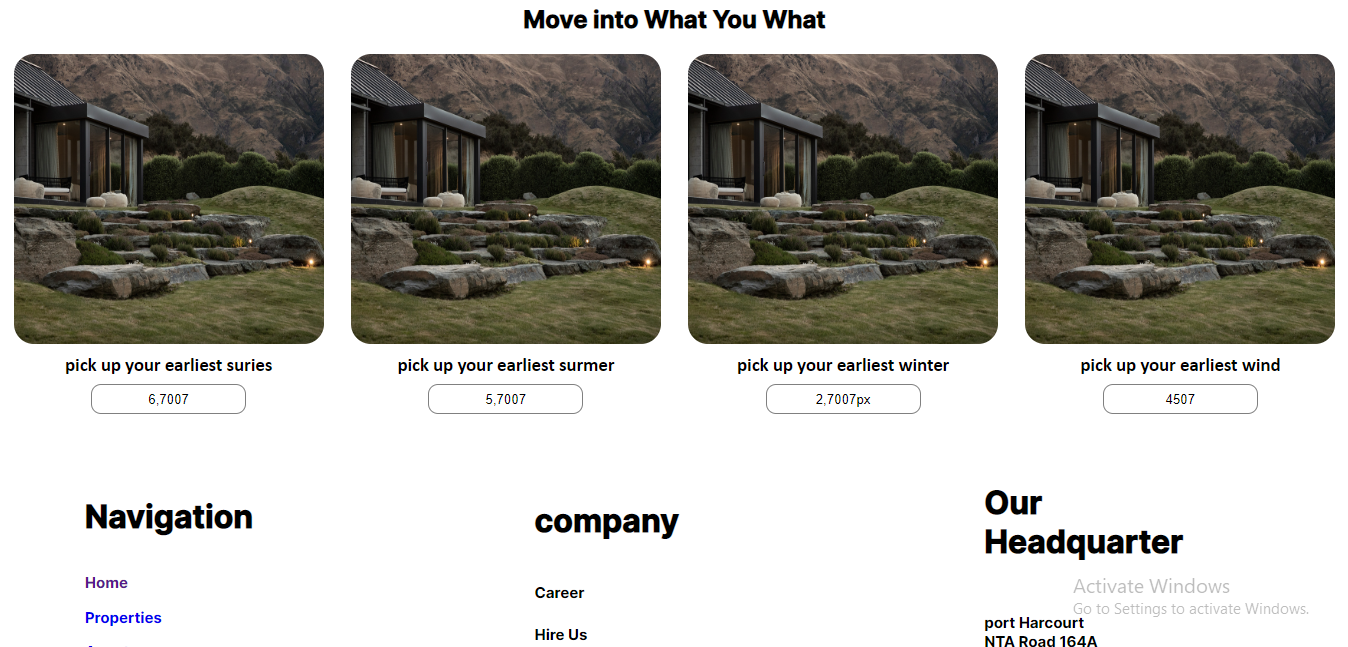 Move into What You What
pick up your earliest suries
pick up your earliest surmer
pick up your earliest winter
pick up your earliest wind
6,7007
5,7007
2,7007px
4507
Navigation
Home
Properties
company
Career
Hire Us
Our
Headquarter
port Harcourt
NTA Road 164A
Activate Windows
Go to Settings to activate Windows.